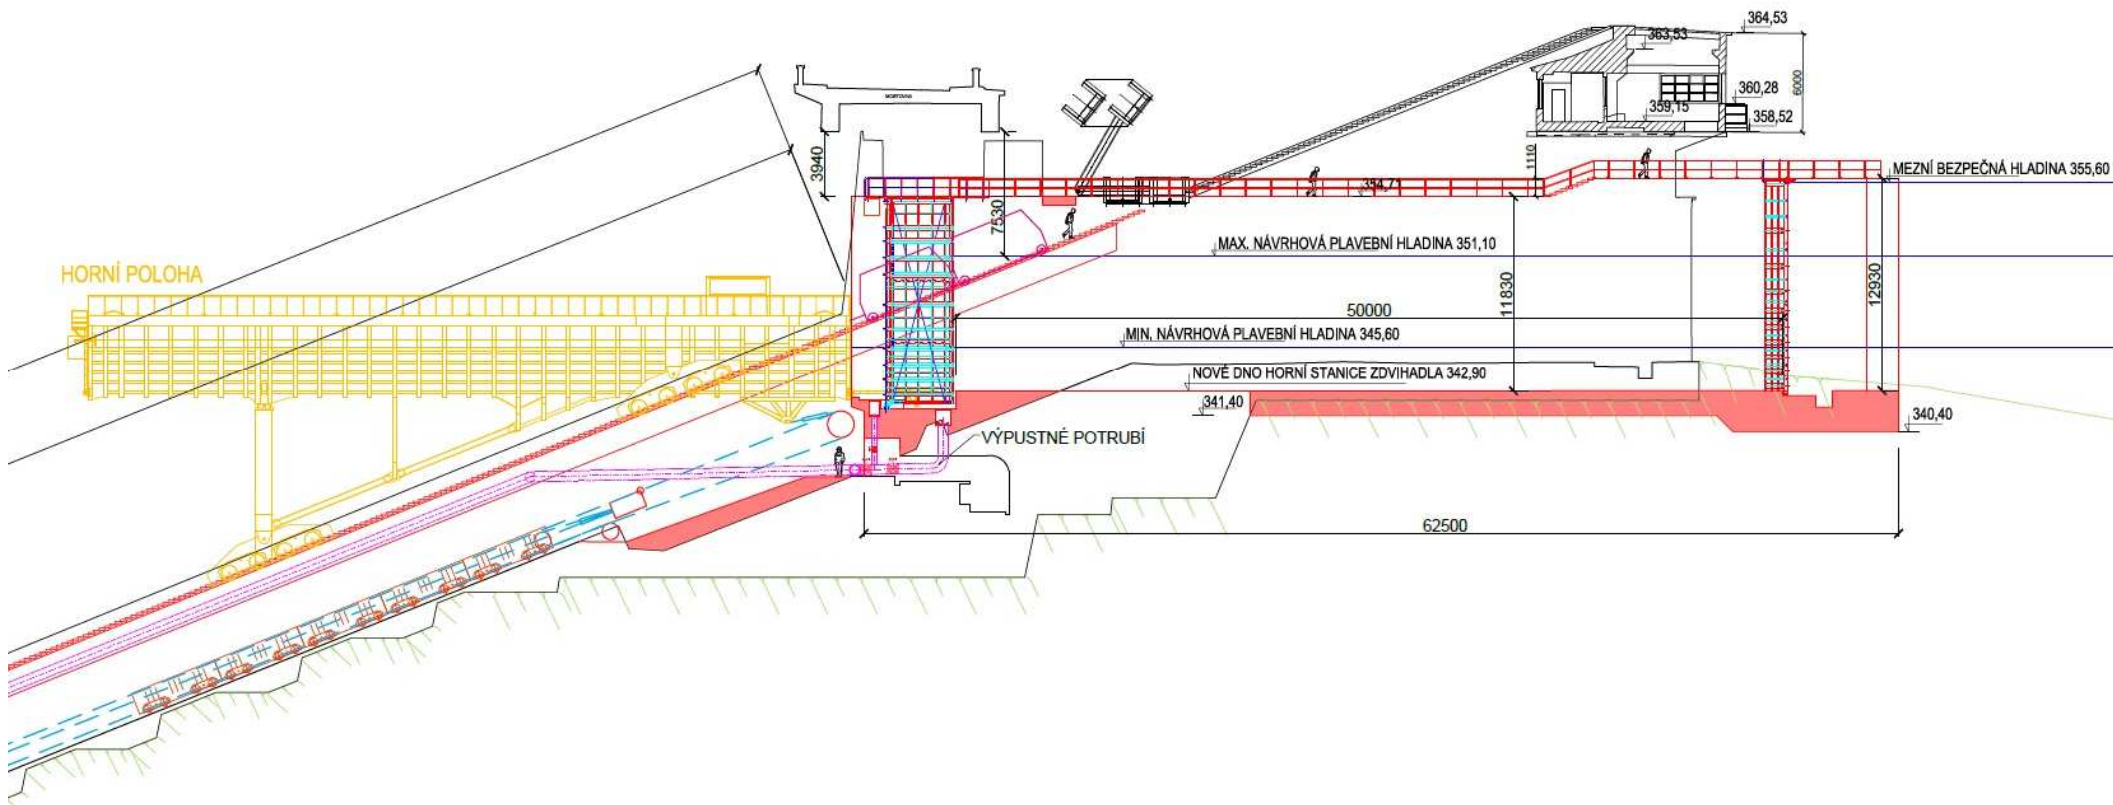 364,53
363,53
360,28
359,15
358,52
6000
MOSTOVNA
3940
7530
1110
354,71
MEZNÍ BEZPEČNÁ HLADINA 355,60
MAX. NÁVRHOVÁ PLAVEBNÍ HLADINA 351,10
HORNÍ POLOHA
11830
12930
50000
MIN. NÁVRHOVÁ PLAVEBNÍ HLADINA 345,60
NOVÉ DNO HORNÍ STANICE ZDVIHADLA 342,90
341,40
340,40
VÝPUSTNÉ POTRUBÍ
62500